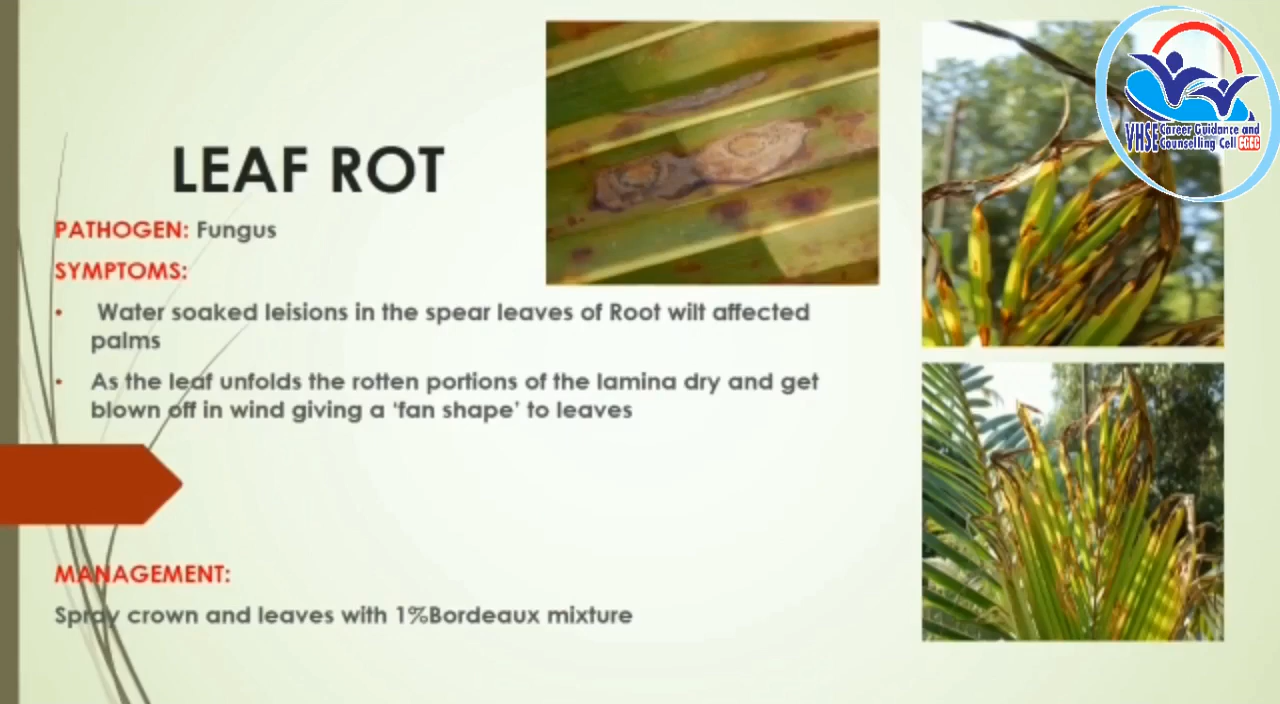 LEAF ROT
PATHOGEN: Fungus
SYMPTOMS:
• Water soaked leisions in the spear leaves of Root wilt affected
palms
• As the leaf unfolds the rotten portions of the lamina dry and get
blown off in wind giving a ‘fan shape’ to leaves
MANAGEMENT:
Spray crown and leaves with 1%Bordeaux mixture
VHSE Career Guidance and
Counselling Cell CGCC